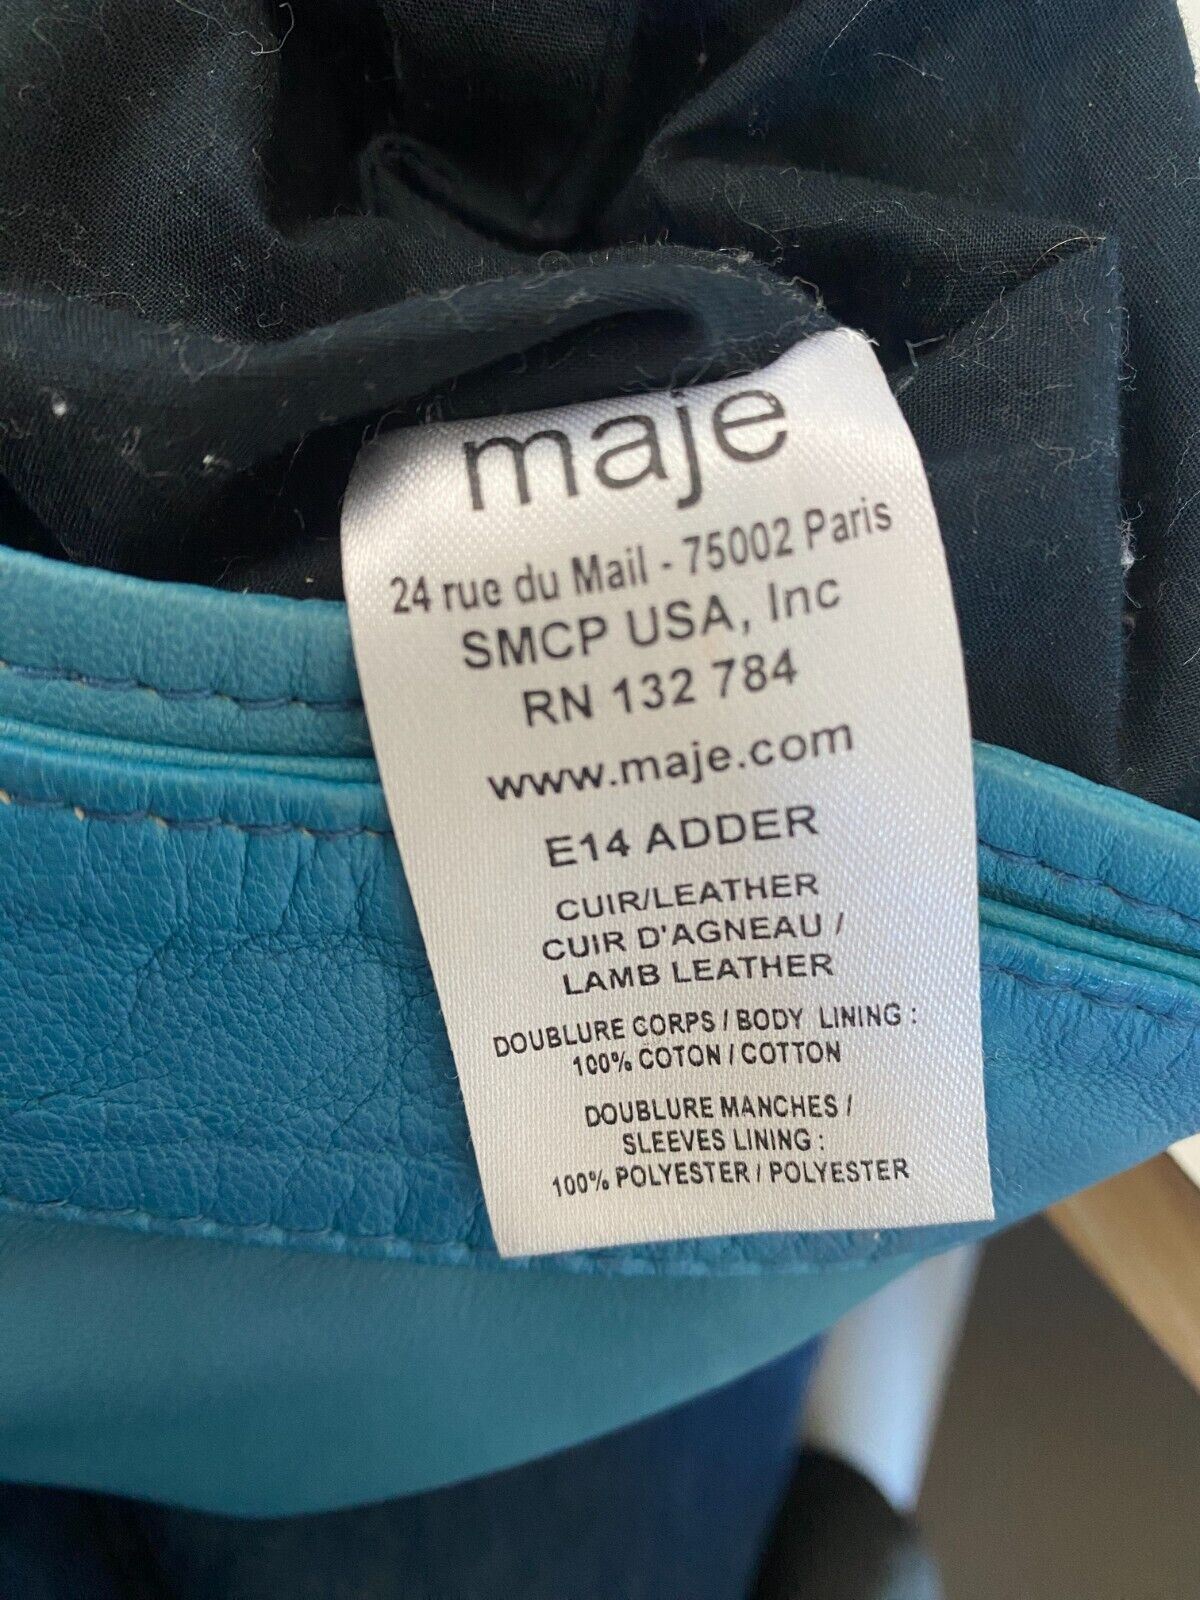 maje
24 rue du Mail - 75002 Paris
SMCP USA, Inc
RN 132 784
www.maje.com
E14 ADDER
CUIR/LEATHER
CUIR D'AGNEAU /
LAMB LEATHER
DOUBLURE CORPS / BODY LINING :
100% COTON / COTTON
DOUBLURE MANCHES /
SLEEVES LINING :
100% POLYESTER / POLYESTER